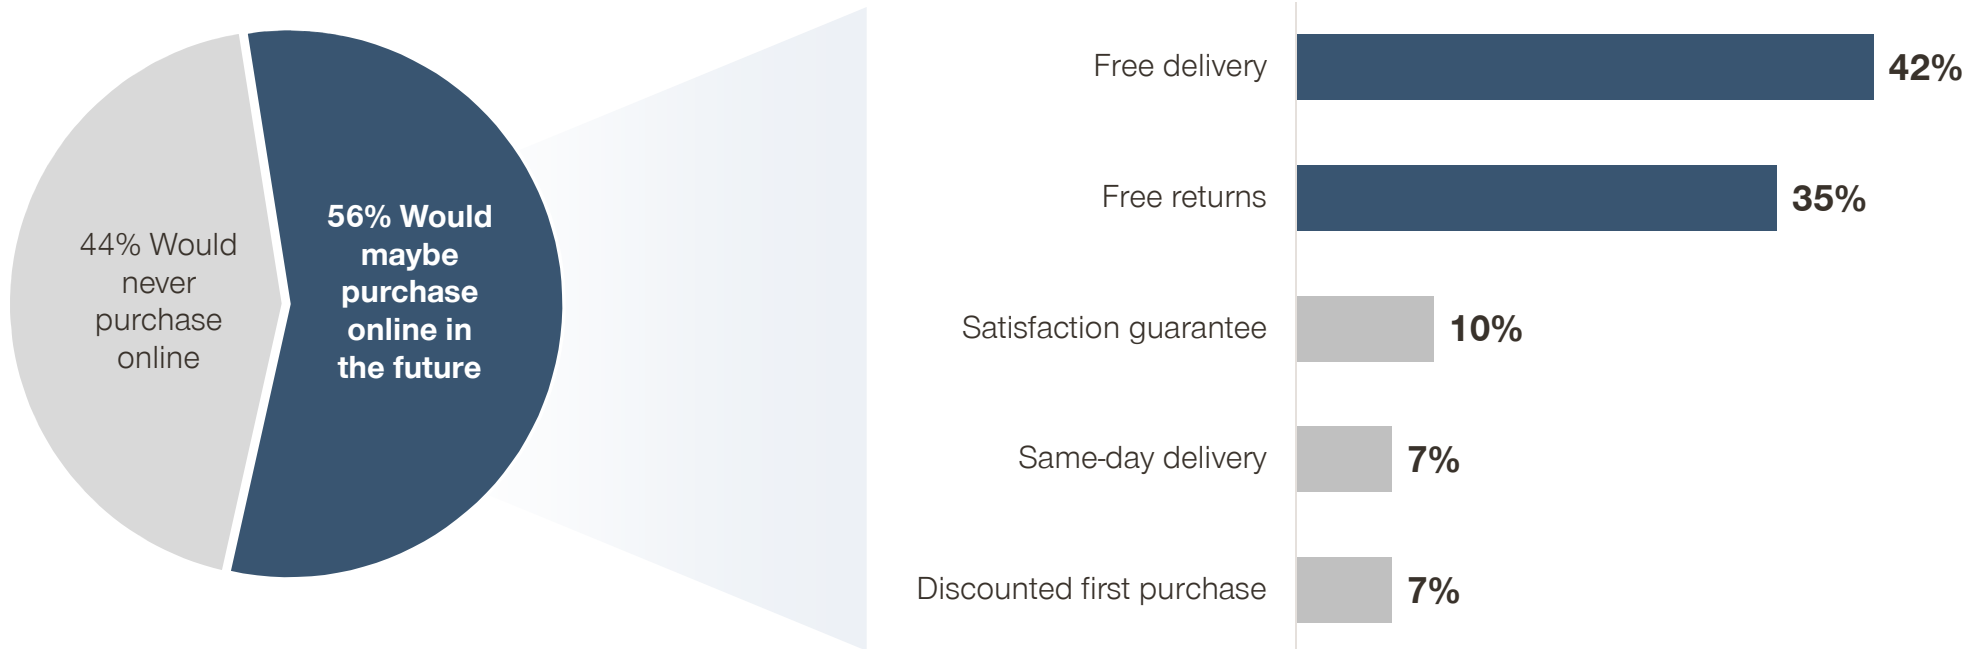 44% Would
never
purchase
online
56% Would
maybe
purchase
online in
the future
Free delivery
42%
Free returns
35%
Satisfaction guarantee
10%
Same-day delivery
7%
Discounted first purchase
7%